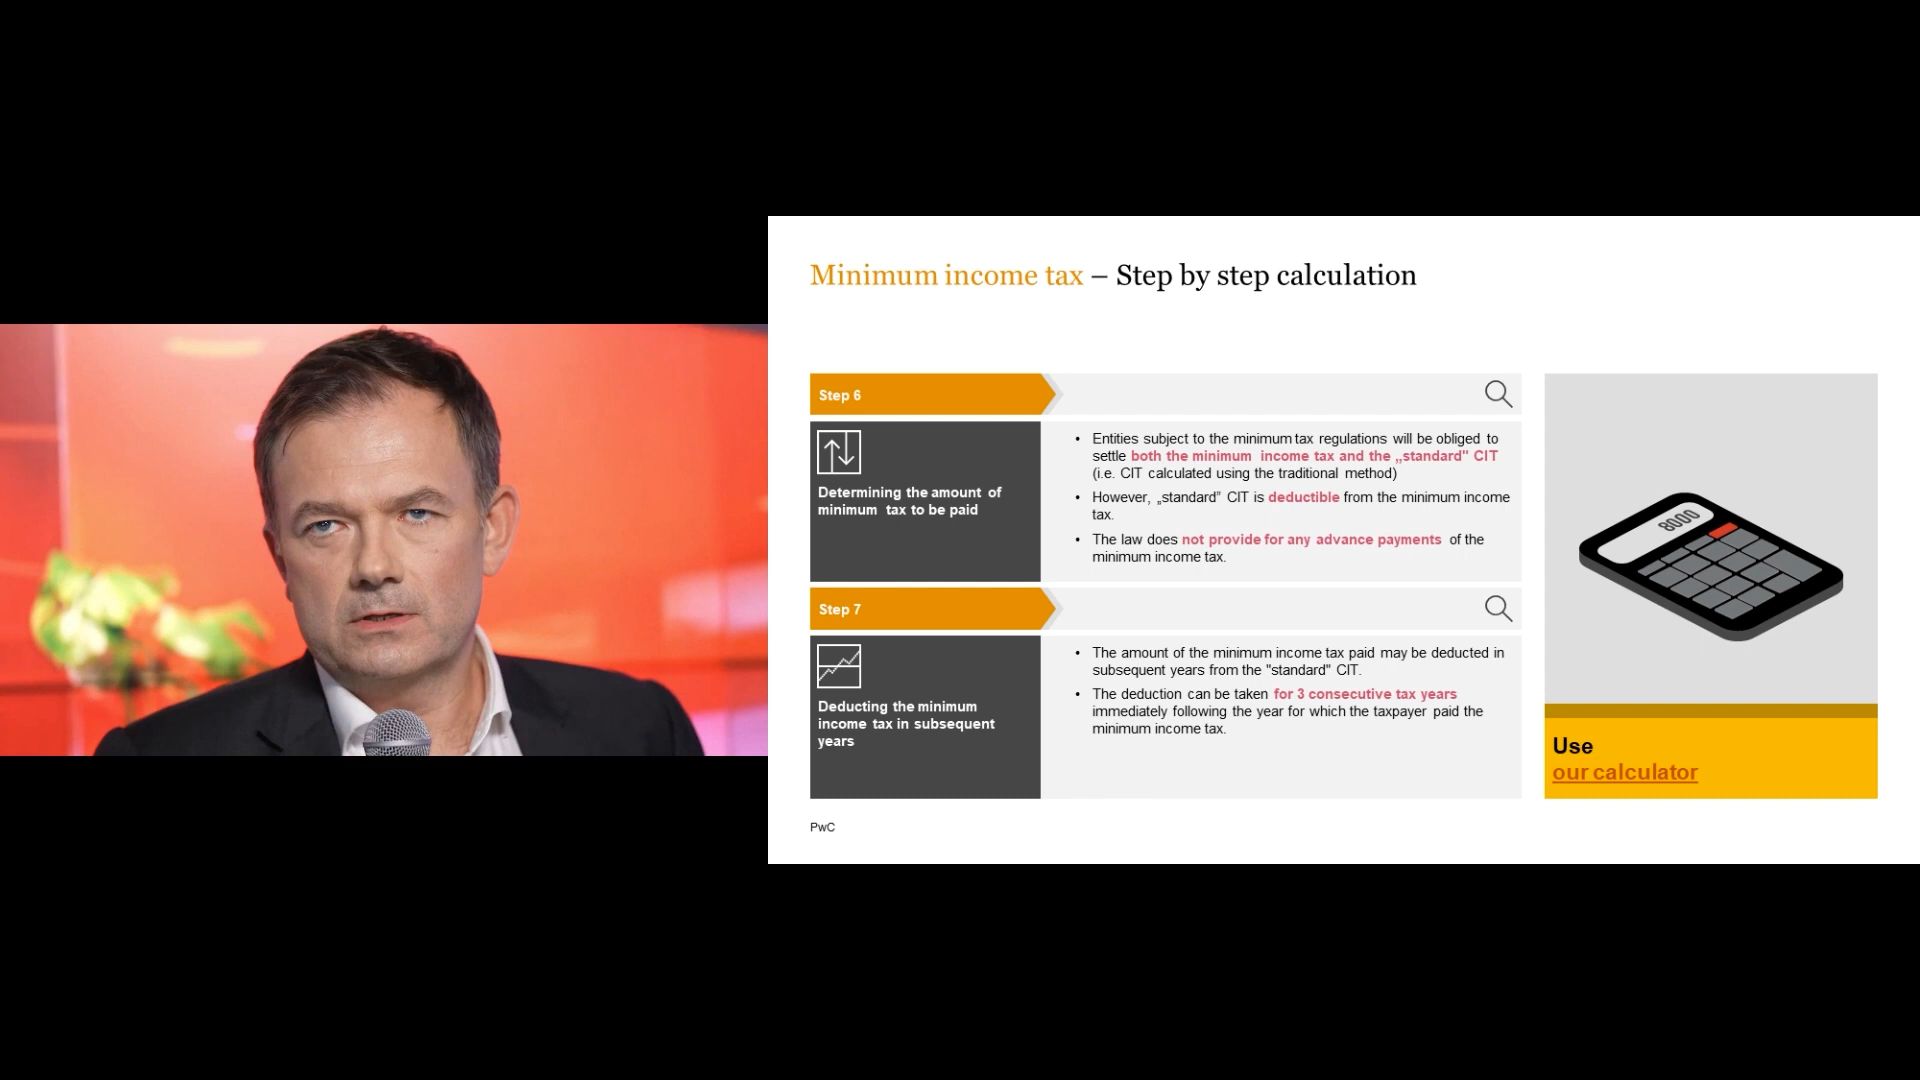 Minimum income tax – Step by step calculation
Step 6
Determining the amount of
minimum tax to be paid
• Entities subject to the minimum tax regulations will be obliged to
settle both the minimum income tax and the „standard" CIT
(i.e. CIT calculated using the traditional method)
• However, „standard” CIT is deductible from the minimum income
tax.
• The law does not provide for any advance payments of the
minimum income tax.
Step 7
Deducting the minimum
income tax in subsequent
years
• The amount of the minimum income tax paid may be deducted in
subsequent years from the "standard" CIT.
• The deduction can be taken for 3 consecutive tax years
immediately following the year for which the taxpayer paid the
minimum income tax.
8000
Use
our calculator
PwC